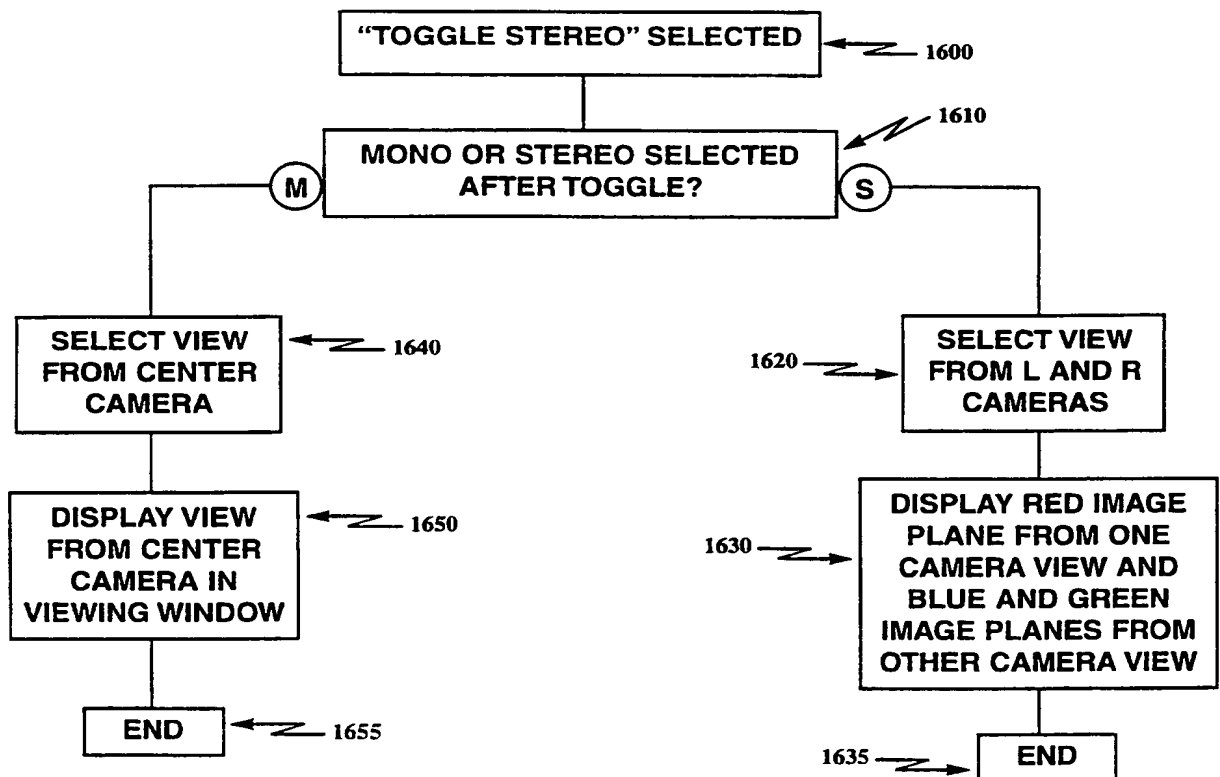 “TOGGLE STEREO” SELECTED
1600
1610
MONO OR STEREO SELECTED
AFTER TOGGLE?
M
S
SELECT VIEW
FROM CENTER
CAMERA
1640
SELECT VIEW
FROM L AND R
CAMERAS
1620
DISPLAY VIEW
FROM CENTER
CAMERA IN
VIEWING WINDOW
1650
DISPLAY RED IMAGE
PLANE FROM ONE
CAMERA VIEW AND
BLUE AND GREEN
IMAGE PLANES FROM
OTHER CAMERA VIEW
1630
END
1655
END
1635